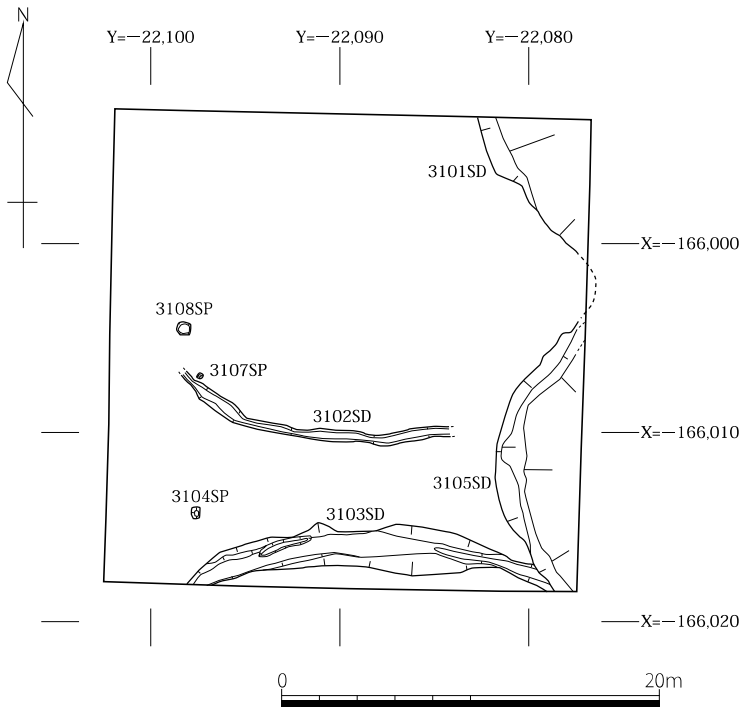 N
Y=−22,100
Y=−22,090
Y=−22,080
3101SD
X=−166,000
3108SP
3107SP
3102SD
X=−166,010
3105SD
3104SP
3103SD
X=−166,020
0
20m